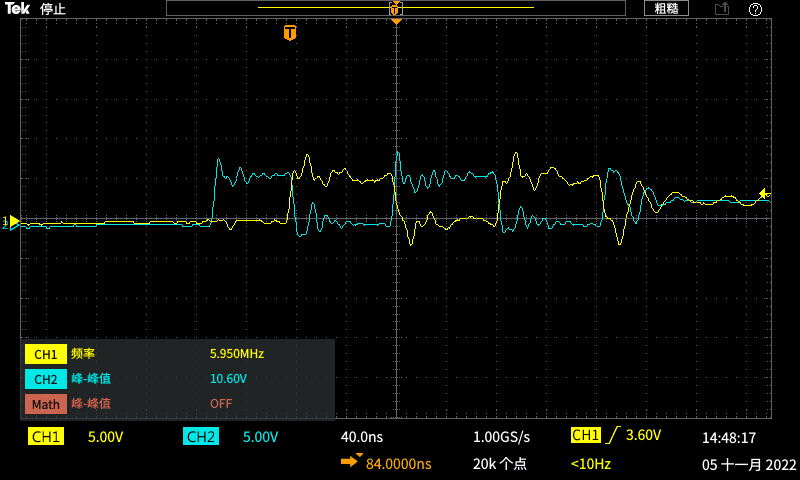 Tek 停止 T 粗糙 ?
T
1
2
CH1 频率 5.950MHz
CH2 峰-峰值 10.60V
Math 峰-峰值 OFF
CH1 5.00V CH2 5.00V 40.0ns 1.00GS/s CH1 3.60V 14:48:17
84.0000ns 20k 个点 <10Hz 05 十一月 2022